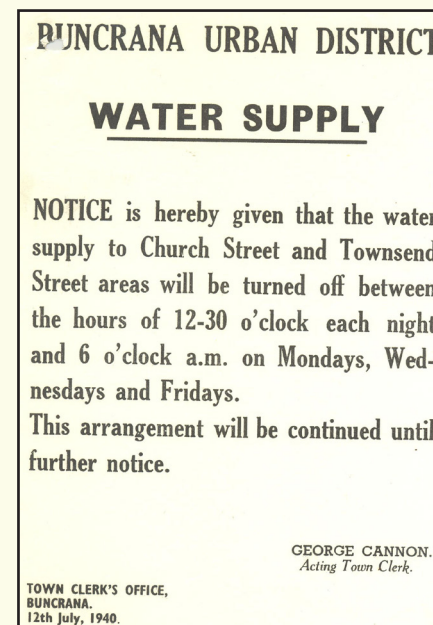 BUNCRANA URBAN DISTRICT
WATER SUPPLY
NOTICE is hereby given that the water
supply to Church Street and Townsend
Street areas will be turned off between
the hours of 12-30 o'clock each night
and 6 o'clock a.m. on Mondays, Wed-
nesdays and Fridays.
This arrangement will be continued until
further notice.
GEORGE CANNON.
Acting Town Clerk.
TOWN CLERK'S OFFICE,
BUNCRANA.
12th July, 1940.